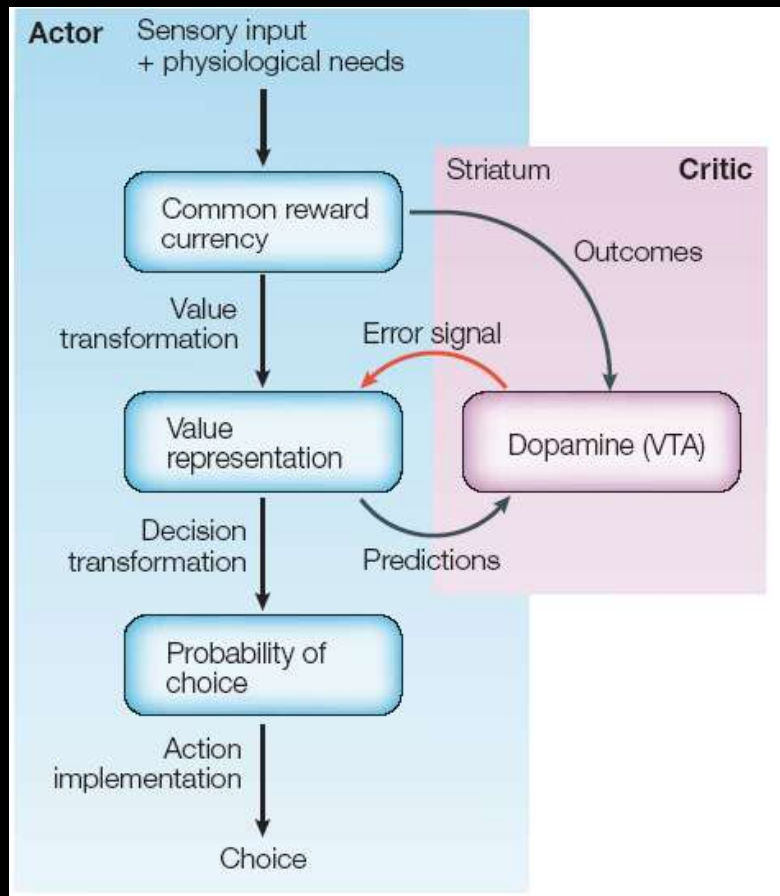 Actor
Sensory input
+ physiological needs
Striatum
Critic
Common reward
currency
Outcomes
Value
transformation
Error signal
Value
representation
Dopamine (VTA)
Decision
transformation
Predictions
Probability of
choice
Action
implementation
Choice